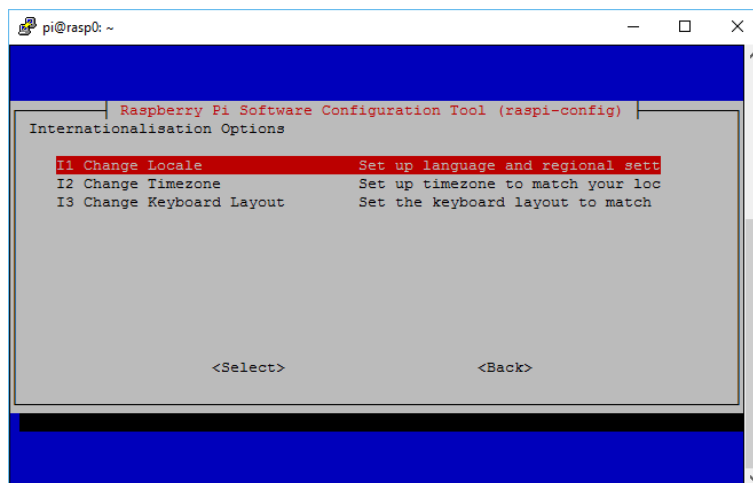 pi@rasp0: ~
Raspberry Pi Software Configuration Tool (raspi-config)
Internationalisation Options
I1 Change Locale Set up language and regional sett
I2 Change Timezone Set up timezone to match your loc
I3 Change Keyboard Layout Set the keyboard layout to match
<Select> <Back>